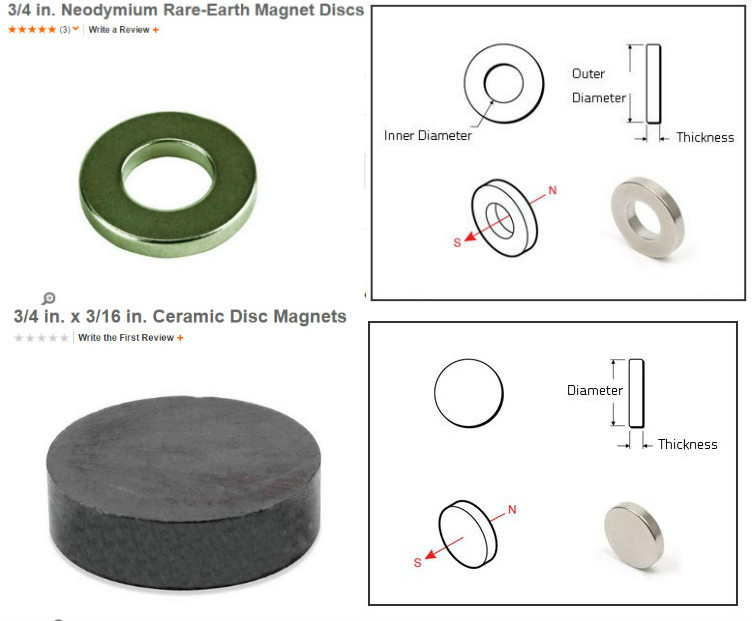 3/4 in. Neodymium Rare-Earth Magnet Discs
(3) Write a Review +
Outer
Diameter
Inner Diameter
Thickness
N
S
3/4 in. x 3/16 in. Ceramic Disc Magnets
Write the First Review +
Diameter
Thickness
N
S